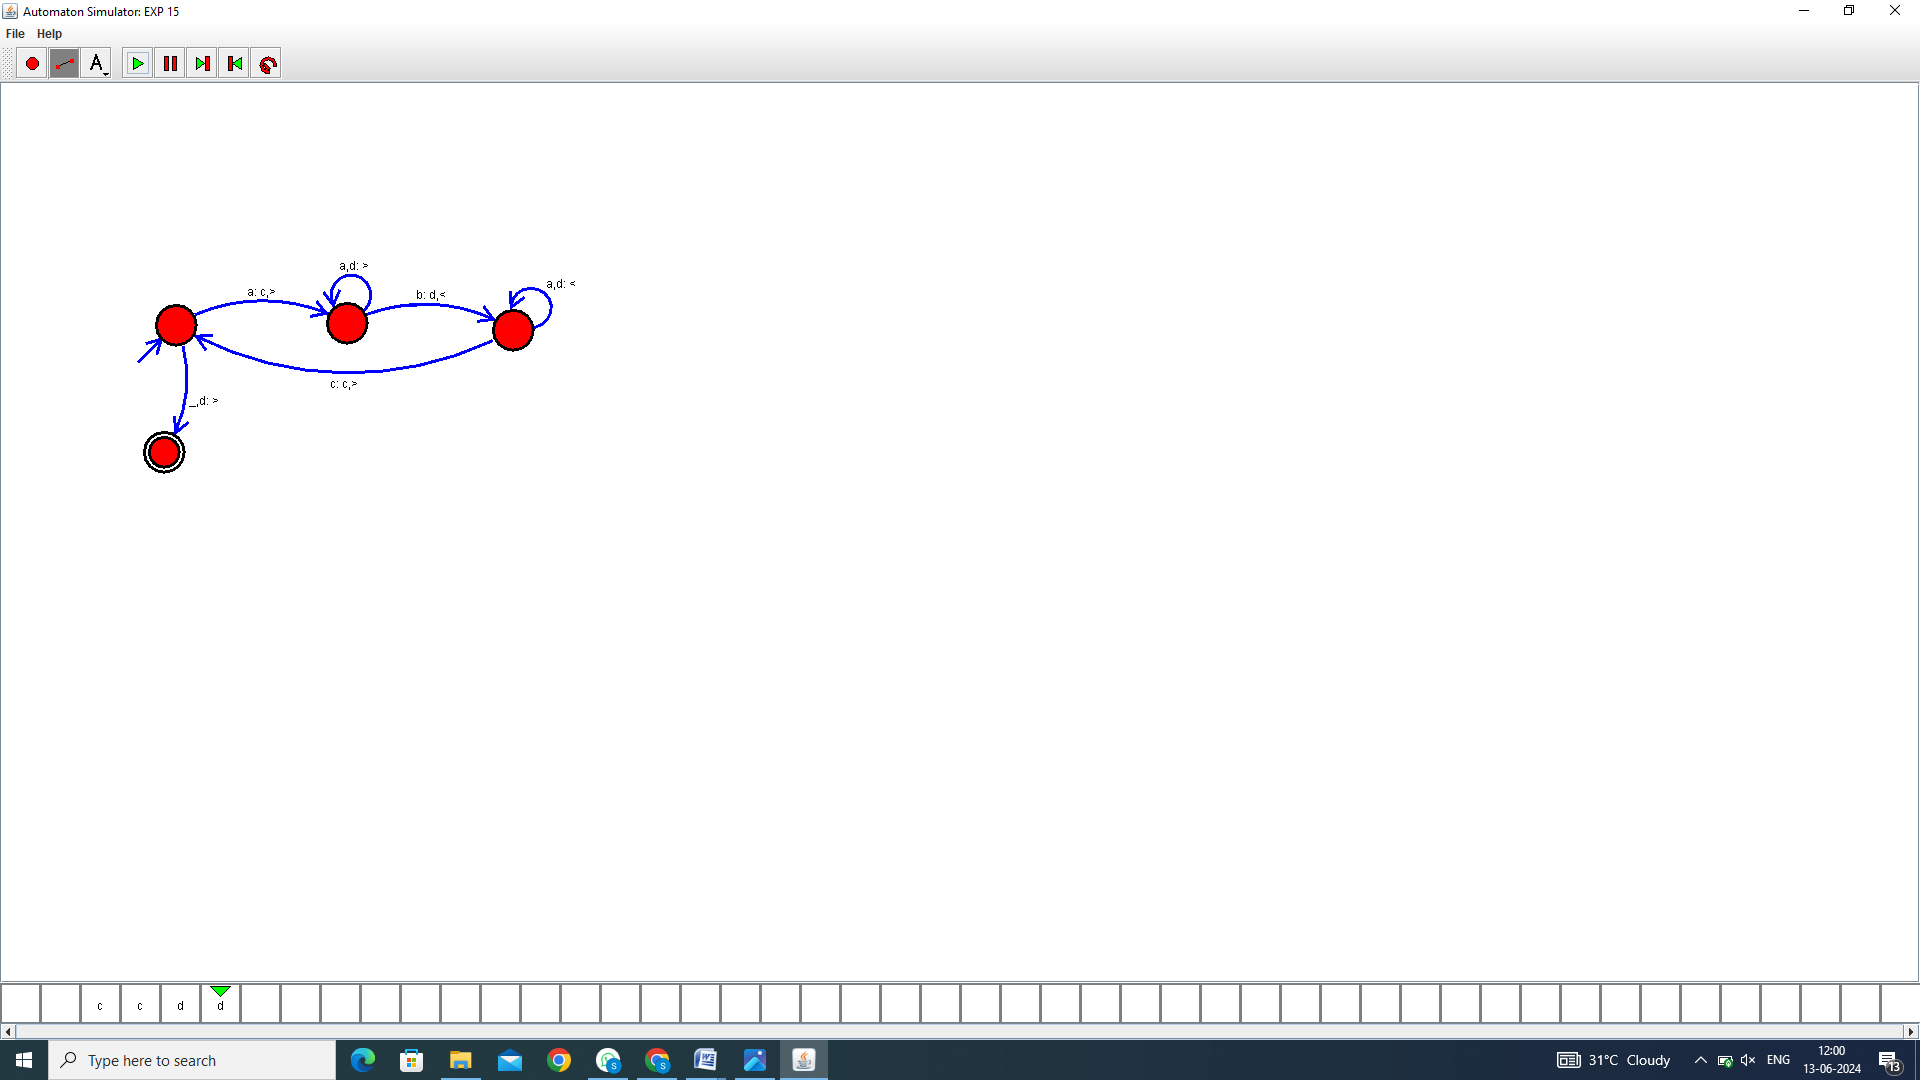 Automaton Simulator: EXP 15
File Help
A
a,d: >
a,d: <
a: c,>
b: d,<
c: c,>
_,d: >
c c d d
Type here to search
S
S
31°C Cloudy
ENG
12:00
13-06-2024
13